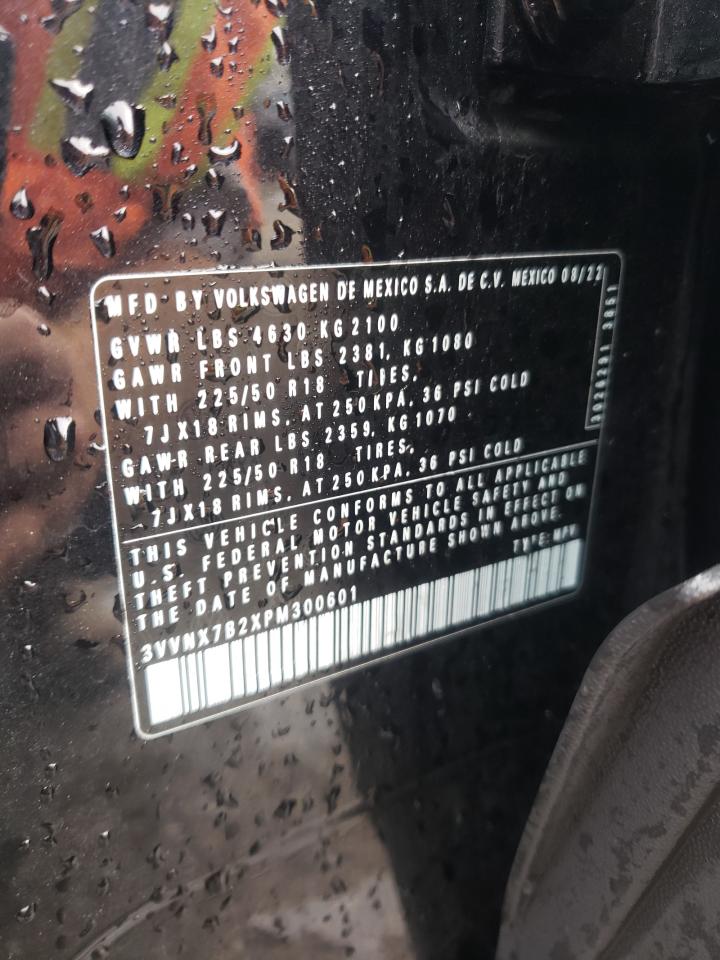 MFD BY VOLKSWAGEN DE MEXICO S.A. DE C.V. MEXICO 08/22
GVWR LBS 4630 KG 2100
GAWR FRONT LBS 2381, KG 1080
WITH 225/50 R18 TIRES,
7JX18 RIMS, AT 250 KPA, 36 PSI COLD
GAWR REAR LBS 2359, KG 1070
WITH 225/50 R18 TIRES,
7JX18 RIMS, AT 250 KPA, 36 PSI COLD
THIS VEHICLE CONFORMS TO ALL APPLICABLE
U.S. FEDERAL MOTOR VEHICLE SAFETY AND
THEFT PREVENTION STANDARDS IN EFFECT ON
THE DATE OF MANUFACTURE SHOWN ABOVE.
TYPE: MPV
3VVNX7B2XPM300601